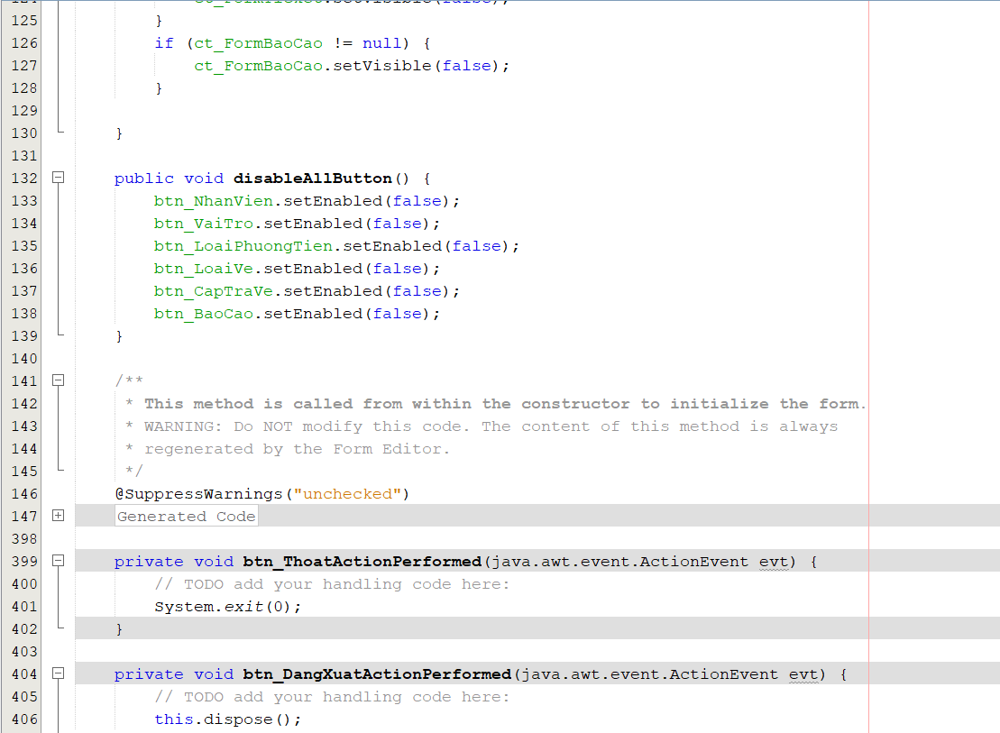 125 }
126 if (ct_FormBaoCao != null) {
127 ct_FormBaoCao.setVisible(false);
128 }
129
130 }
131
132 public void disableAllButton() {
133 btn_NhanVien.setEnabled(false);
134 btn_VaiTro.setEnabled(false);
135 btn_LoaiPhuongTien.setEnabled(false);
136 btn_LoaiVe.setEnabled(false);
137 btn_CapTraVe.setEnabled(false);
138 btn_BaoCao.setEnabled(false);
139 }
140
141 /**
142 * This method is called from within the constructor to initialize the form.
143 * WARNING: Do NOT modify this code. The content of this method is always
144 * regenerated by the Form Editor.
145 */
146 @SuppressWarnings("unchecked")
147 Generated Code
398
399 private void btn_ThoatActionPerformed(java.awt.event.ActionEvent evt) {
400 // TODO add your handling code here:
401 System.exit(0);
402 }
403
404 private void btn_DangXuatActionPerformed(java.awt.event.ActionEvent evt) {
405 // TODO add your handling code here:
406 this.dispose();